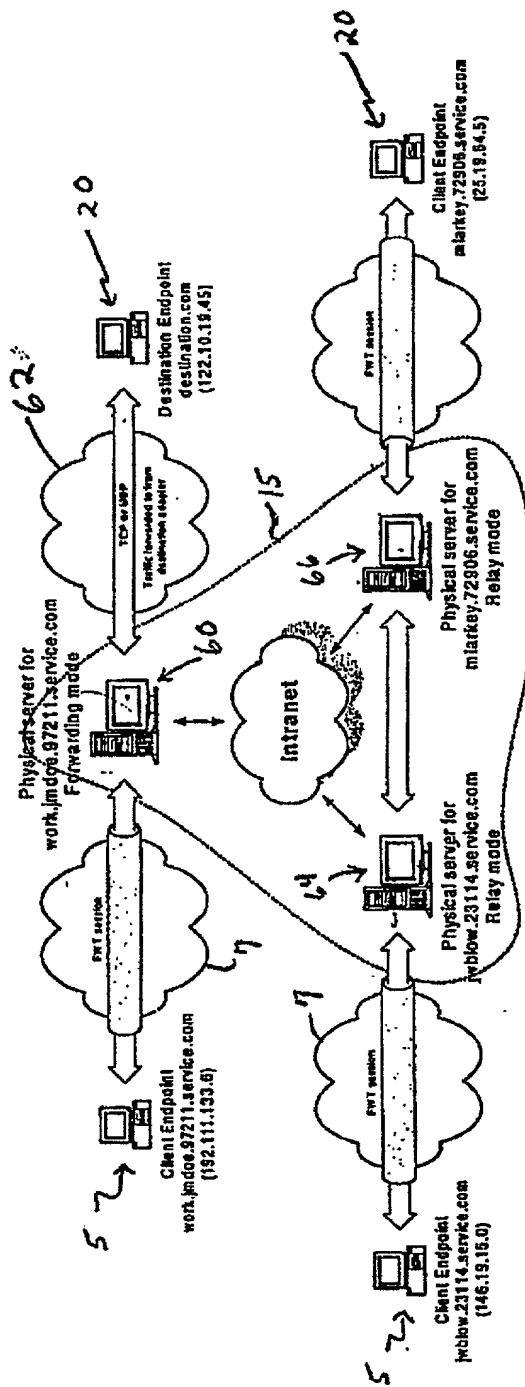 5
Client Endpoint
work.jmdoe.97211.service.com
(192.111.133.6)
FWT session
7
Physical server for
work.jmdoe.97211.service.com
Forwarding mode
60
62
TCP or UDP
Traffic forwarded to from
destination adapter
20
Destination Endpoint
destination.com
(122.10.19.45)
15
Intranet
5
Client Endpoint
jwblow.23114.service.com
(146.19.15.0)
7
FWT session
64
Physical server for
jwblow.23114.service.com
Relay mode
66
Physical server for
mlarkey.72906.service.com
Relay mode
FWT session
20
Client Endpoint
mlarkey.72906.service.com
(25.19.64.5)